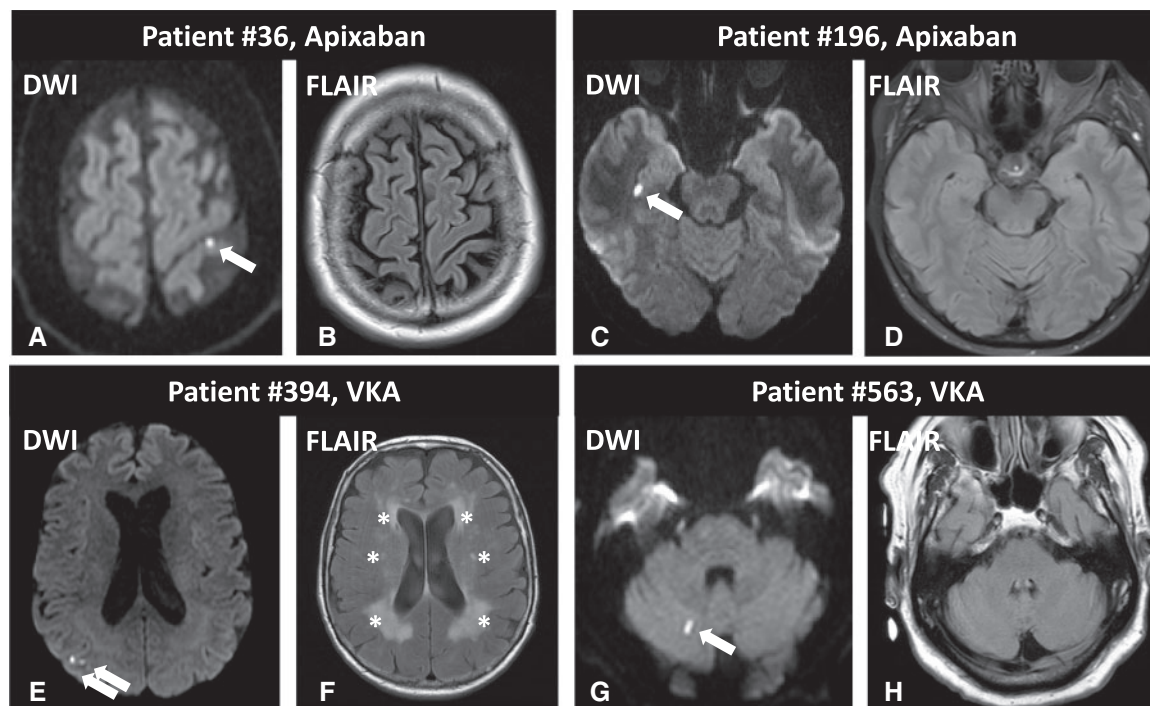 Patient #36, Apixaban
DWI
FLAIR
A
B
Patient #196, Apixaban
DWI
FLAIR
C
D
Patient #394, VKA
DWI
FLAIR
* *
* *
* *
E
F
Patient #563, VKA
DWI
FLAIR
G
H